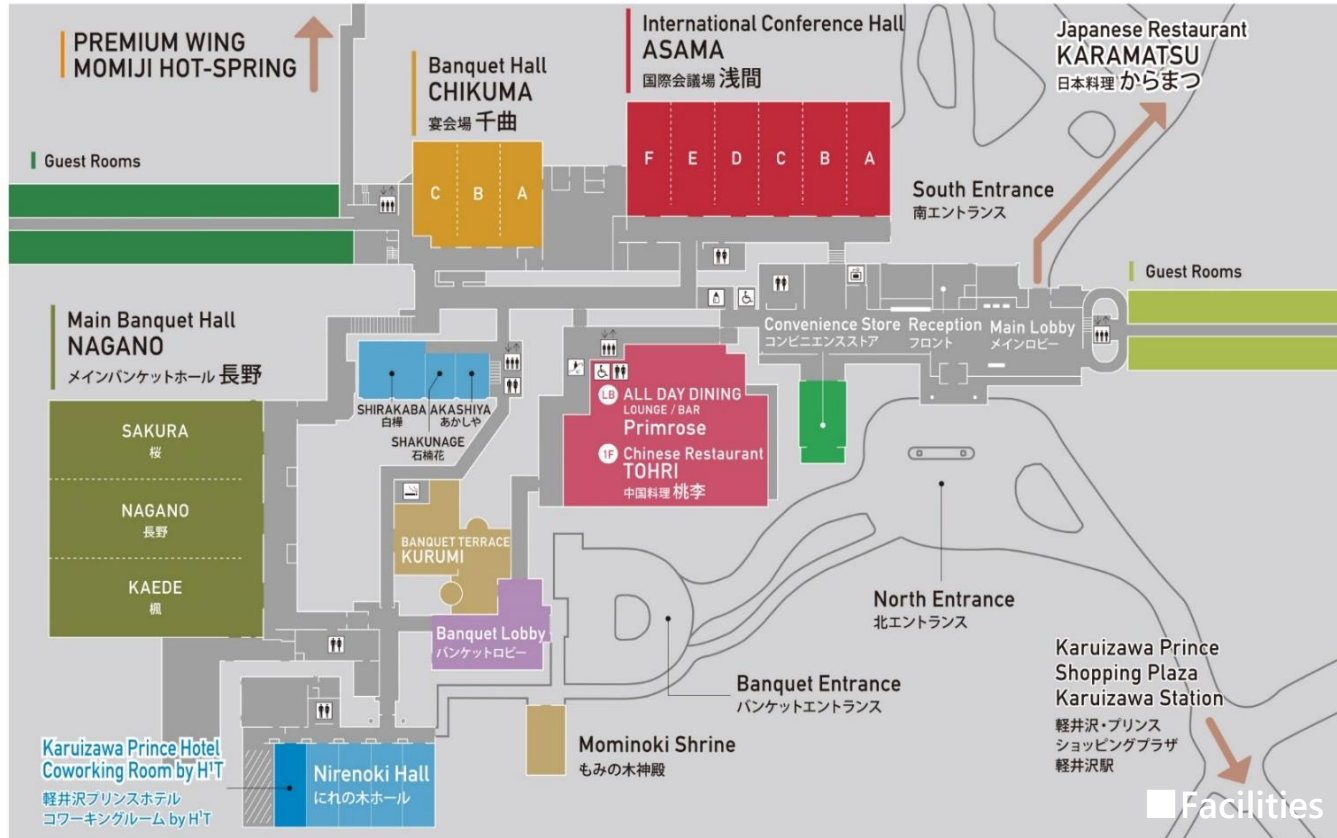 PREMIUM WING
MOMIJI HOT-SPRING
Banquet Hall
CHIKUMA
宴会場 千曲
International Conference Hall
ASAMA
国際会議場 浅間
Japanese Restaurant
KARAMATSU
日本料理 からまつ
Guest Rooms
C
B
A
F
E
D
C
B
A
South Entrance
南エントランス
Guest Rooms
Main Banquet Hall
NAGANO
メインバンケットホール 長野
Convenience Store
コンビニエンスストア
Reception
フロント
Main Lobby
メインロビー
SHIRAKABA
白樺
AKASHIYA
あかしや
SHAKUNAGE
石楠花
LB ALL DAY DINING
LOUNGE / BAR
Primrose
1F Chinese Restaurant
TOHRI
中国料理 桃李
SAKURA
桜
NAGANO
長野
KAEDE
楓
BANQUET TERRACE
KURUMI
Banquet Lobby
バンケットロビー
North Entrance
北エントランス
Banquet Entrance
バンケットエントランス
Mominoki Shrine
もみの木神殿
Karuizawa Prince
Shopping Plaza
Karuizawa Station
軽井沢・プリンス
ショッピングプラザ
軽井沢駅
Karuizawa Prince Hotel
Coworking Room by H¹T
軽井沢プリンスホテル
コワーキングルーム by H¹T
Nirenoki Hall
にれの木ホール
■Facilities